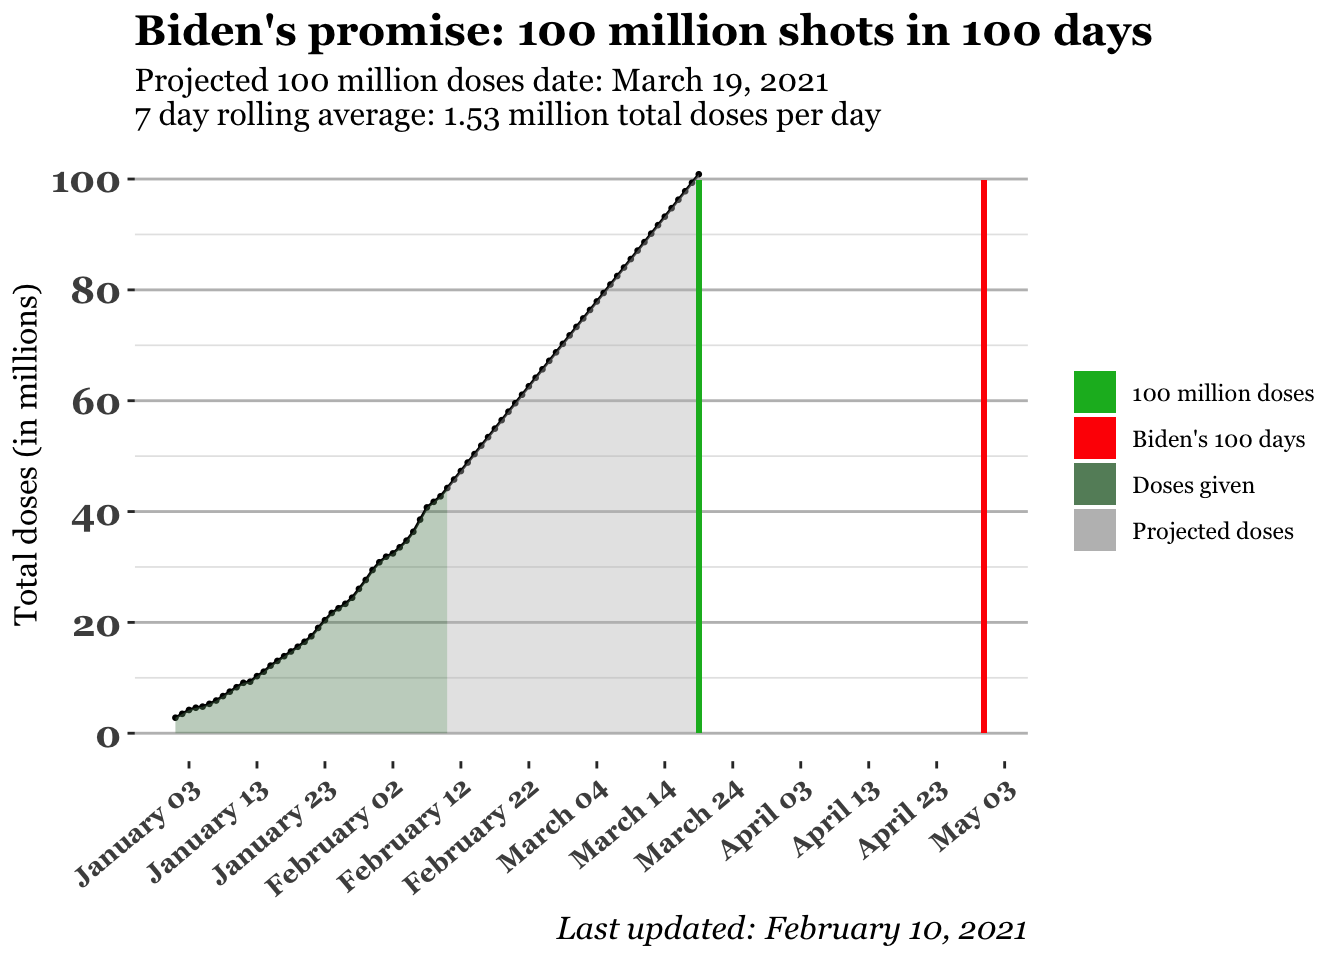 Biden's promise: 100 million shots in 100 days
Projected 100 million doses date: March 19, 2021
7 day rolling average: 1.53 million total doses per day
Total doses (in millions)
100
80
60
40
20
0
January 03
January 13
January 23
February 02
February 12
February 22
March 04
March 14
March 24
April 03
April 13
April 23
May 03
100 million doses
Biden's 100 days
Doses given
Projected doses
Last updated: February 10, 2021